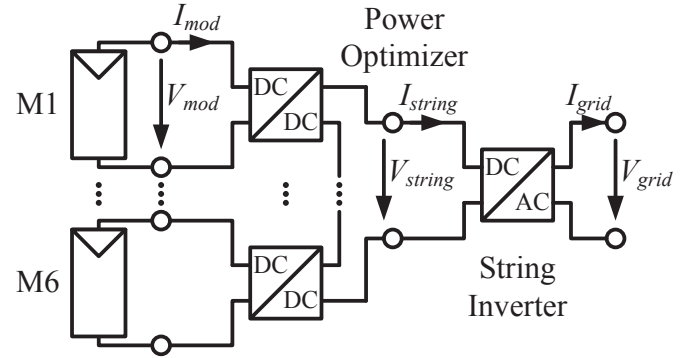 Power
Optimizer
I_mod
M1
V_mod
DC
DC
I_string
V_string
DC
AC
I_grid
V_grid
M6
DC
DC
String
Inverter